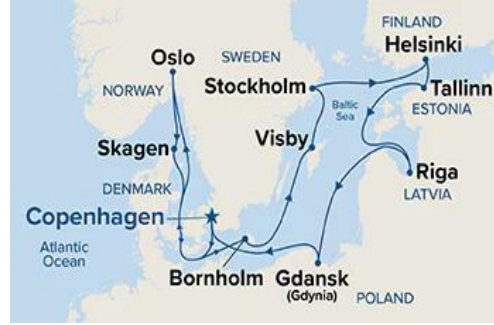 FINLAND
Helsinki
Oslo
SWEDEN
Stockholm
Tallinn
NORWAY
Baltic
Sea
ESTONIA
Visby
Skagen
Riga
LATVIA
DENMARK
Copenhagen
Atlantic
Ocean
Bornholm
Gdansk
(Gdynia)
POLAND